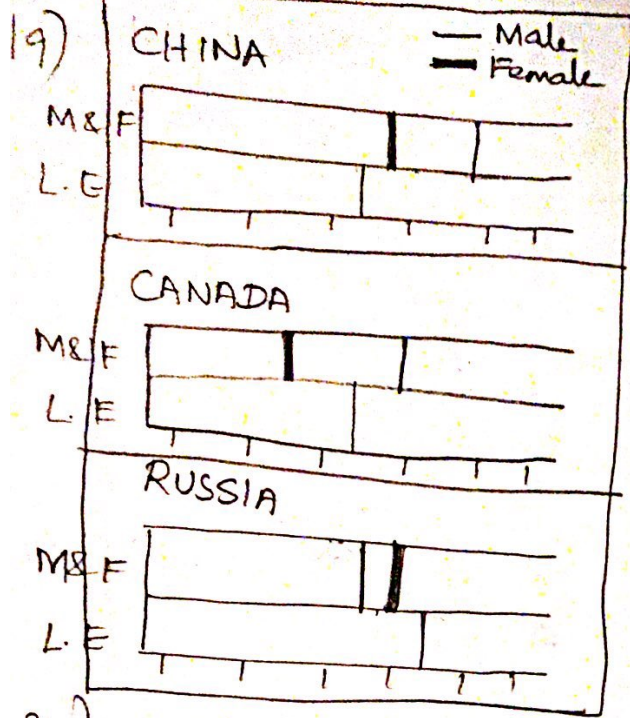 19) CHINA
Male
Female
M & F
L. E
CANADA
M& F
L. E
RUSSIA
M& F
L. E